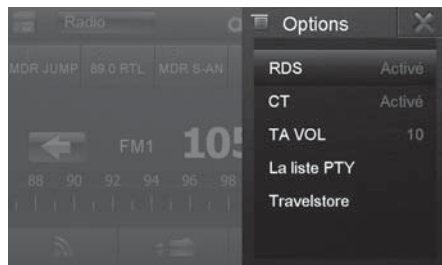 Radio
Options
MDR JUMP 89.0 RTL MDR S-AN
RDS Activé
CT Activé
TA VOL 10
La liste PTY
Travelstore
FM1 105
88 90 92 94 96 98